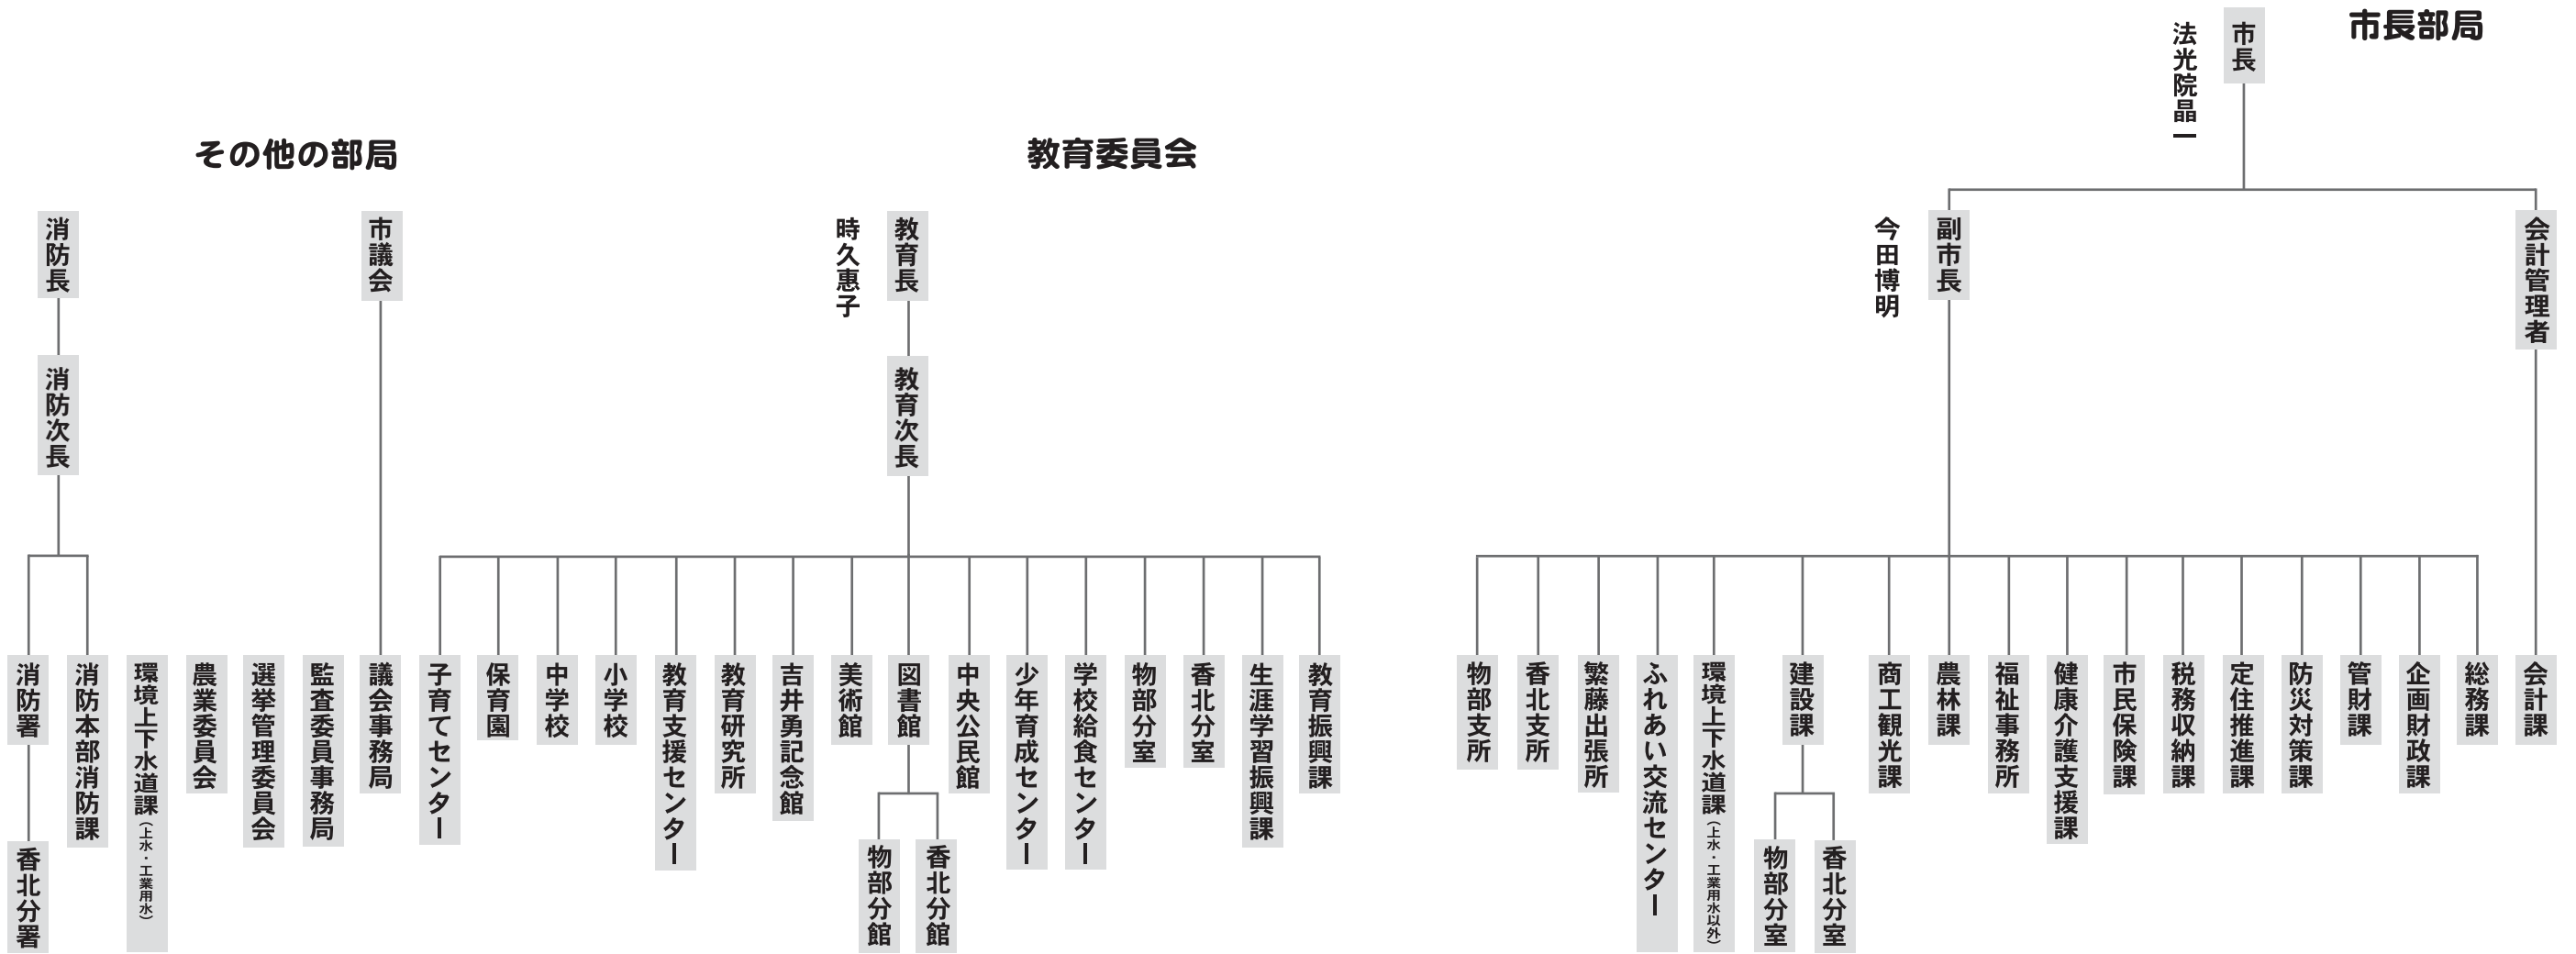 市長部局
市長
法光院晶一
会計管理者
副市長
今田博明
会計課
総務課
企画財政課
管財課
防災対策課
定住推進課
税務収納課
市民保険課
健康介護支援課
福祉事務所
農林課
商工観光課
建設課
香北分室
物部分室
環境上下水道課（上水・工業用水以外）
ふれあい交流センター
繁藤出張所
香北支所
物部支所
教育委員会
教育長
時久惠子
教育次長
教育振興課
生涯学習振興課
香北分室
物部分室
学校給食センター
少年育成センター
中央公民館
図書館
香北分館
物部分館
美術館
吉井勇記念館
教育研究所
教育支援センター
小学校
中学校
保育園
子育てセンター
その他の部局
市議会
議会事務局
監査委員事務局
選挙管理委員会
農業委員会
環境上下水道課（上水・工業用水）
消防長
消防次長
消防本部消防課
消防署
香北分署